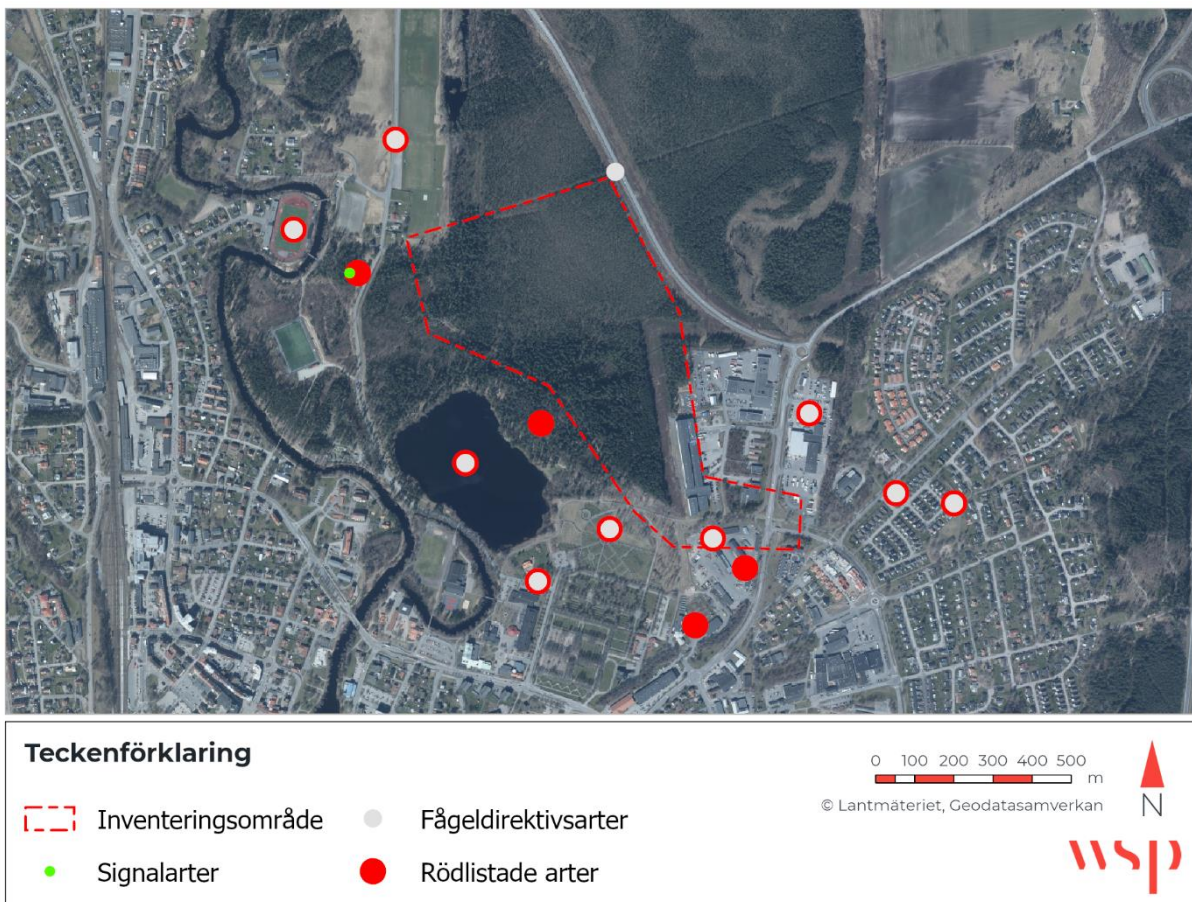 Teckenförklaring
Inventeringsområde
Fågeldirektivsarter
Signalarter
Rödlistade arter
0 100 200 300 400 500
m
© Lantmäteriet, Geodatasamverkan
N
wsp